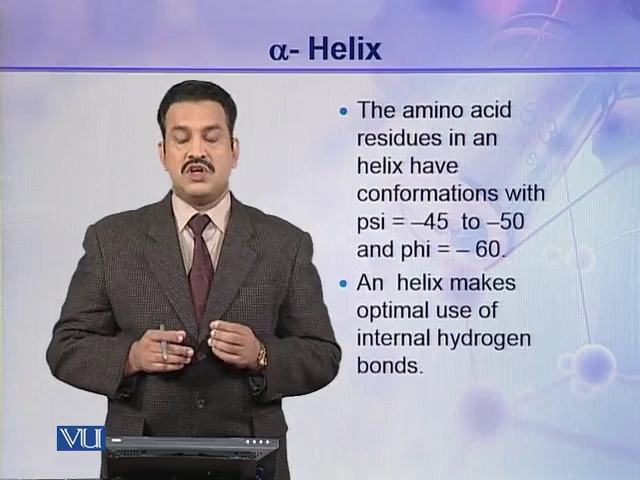 α- Helix
• The amino acid
residues in an
helix have
conformations with
psi = –45 to –50
and phi = – 60.
• An helix makes
optimal use of
internal hydrogen
bonds.
VU